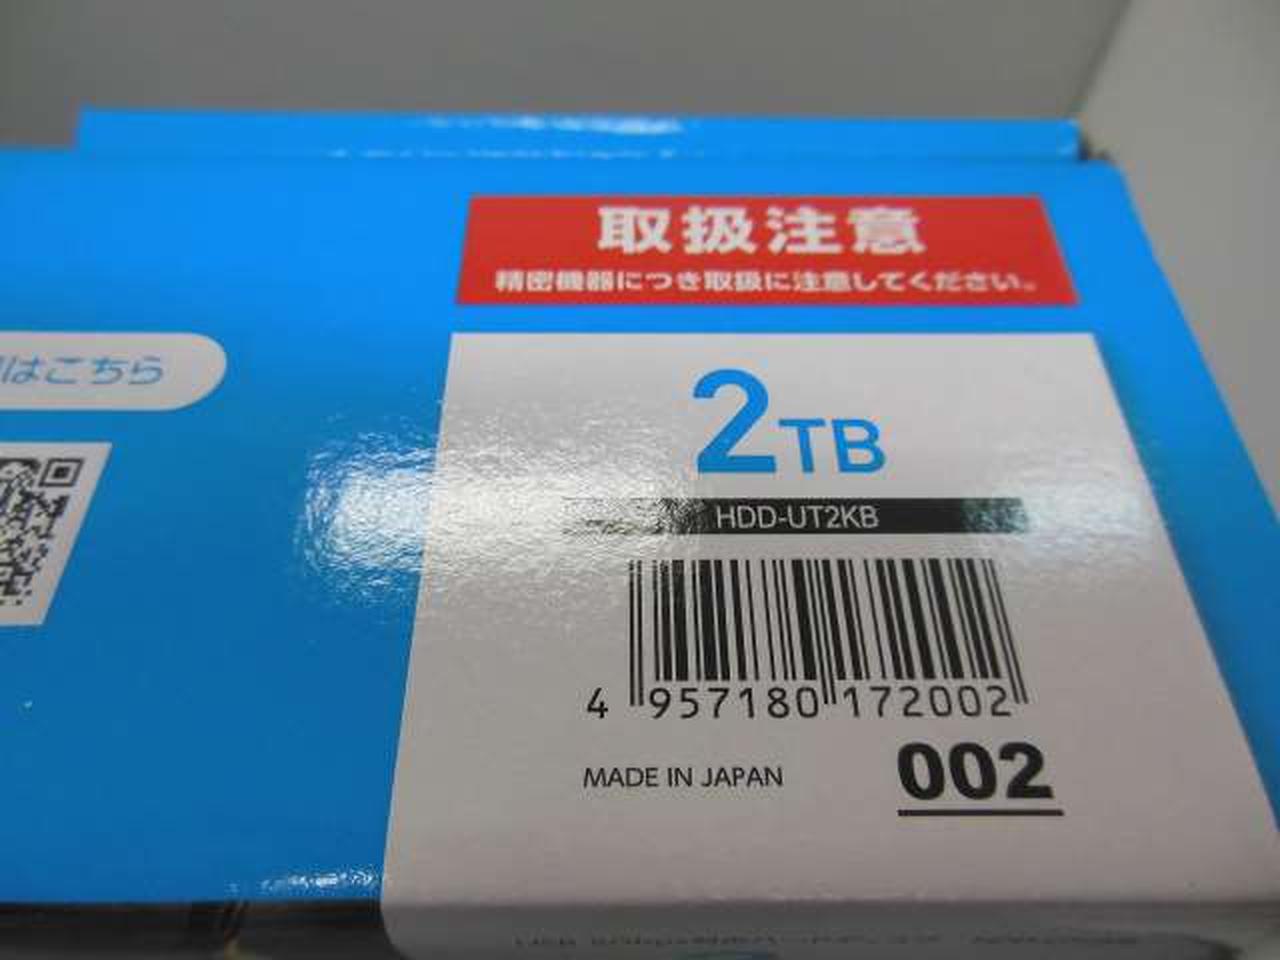 取扱注意
精密機器につき取扱に注意してください。
はこちら
2TB
HDD-UT2KB
4 957180 172002
MADE IN JAPAN
002